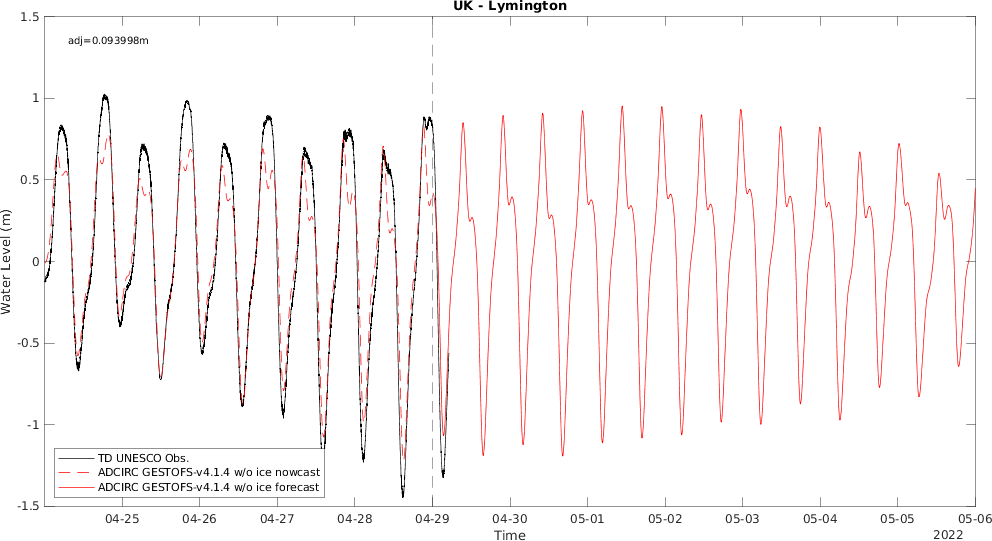 UK - Lymington
adj=0.093998m
Water Level (m)
1.5
1
0.5
0
-0.5
-1
-1.5
TD UNESCO Obs.
ADCIRC GESTOFS-v4.1.4 w/o ice nowcast
ADCIRC GESTOFS-v4.1.4 w/o ice forecast
04-25 04-26 04-27 04-28 04-29 04-30 05-01 05-02 05-03 05-04 05-05 05-06
Time
2022